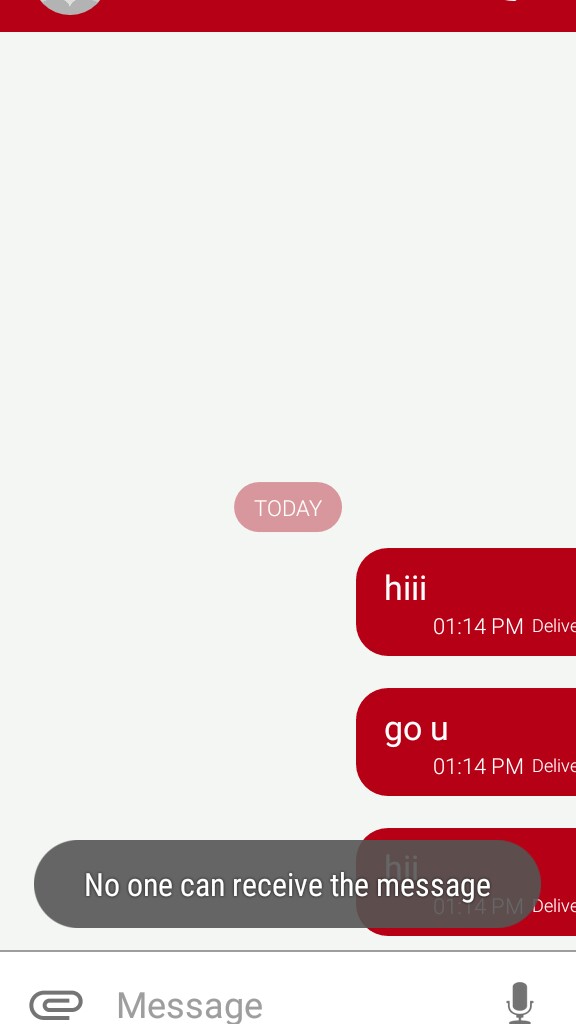 TODAY
hiii
01:14 PM Delive
go u
01:14 PM Delive
hii
01:14 PM Delive
No one can receive the message
Message